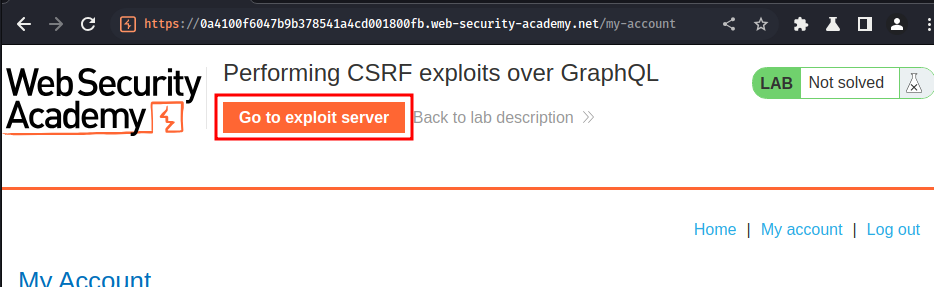 https://0a4100f6047b9b378541a4cd001800fb.web-security-academy.net/my-account
Web Security
Academy
Performing CSRF exploits over GraphQL
LAB Not solved
Go to exploit server
Back to lab description
Home | My account | Log out
My Account